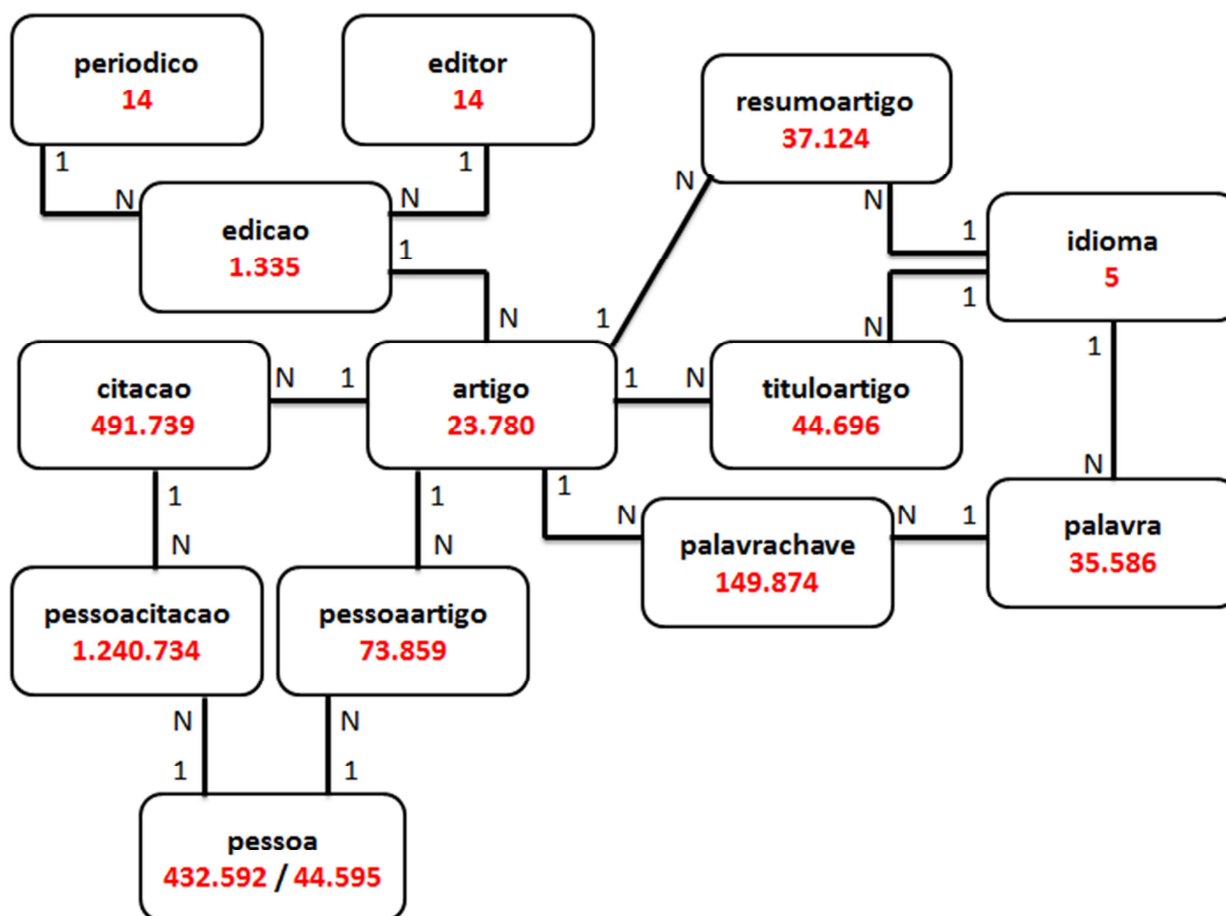 periodico
14
editor
14
resumoartigo
37.124
1
N
N
1
N
N
edicao
1.335
1
N
1
idioma
5
1
N
1
N
1
citacao
491.739
N
1
artigo
23.780
1
N
tituloartigo
44.696
1
N
1
N
1
N
1
N
palavrachave
149.874
N
1
palavra
35.586
pessoacitacao
1.240.734
pessoaartigo
73.859
N
1
N
1
pessoa
432.592 / 44.595